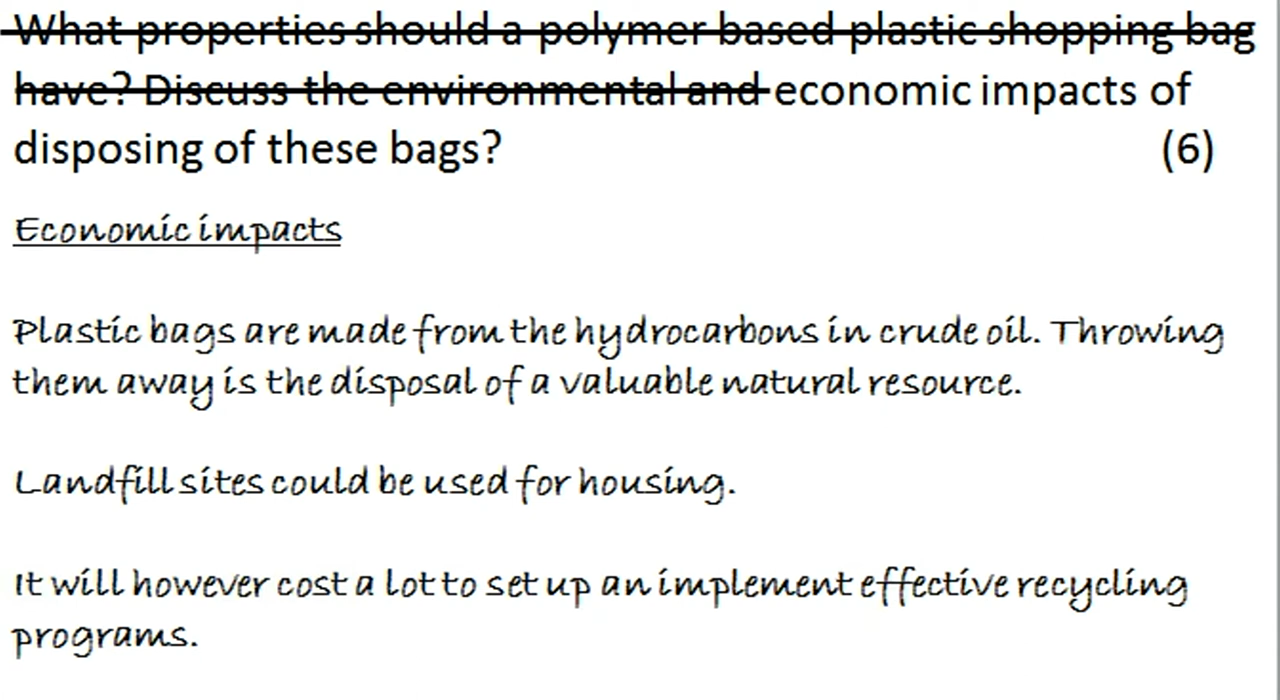 What properties should a polymer based plastic shopping bag
have? Discuss the environmental and economic impacts of
disposing of these bags? (6)
Economic impacts
Plastic bags are made from the hydrocarbons in crude oil. Throwing
them away is the disposal of a valuable natural resource.
Landfill sites could be used for housing.
It will however cost a lot to set up an implement effective recycling
programs.